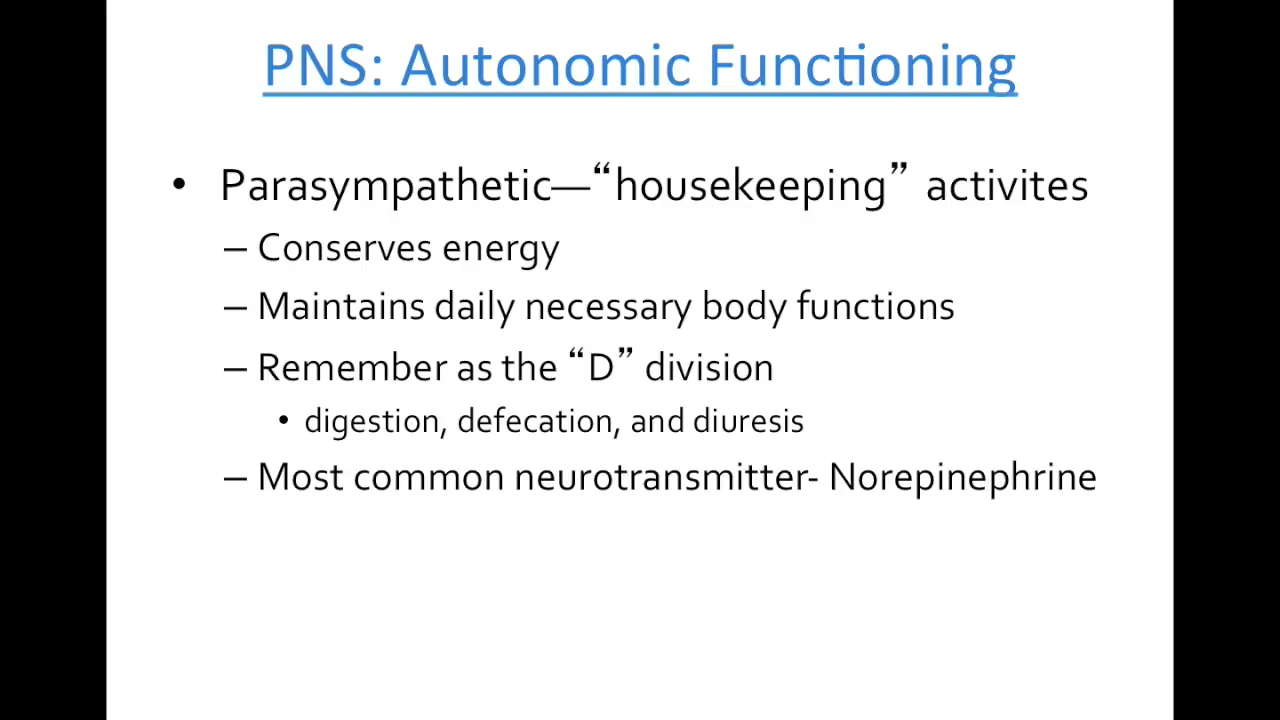 PNS: Autonomic Functioning
• Parasympathetic—“housekeeping” activites
– Conserves energy
– Maintains daily necessary body functions
– Remember as the “D” division
• digestion, defecation, and diuresis
– Most common neurotransmitter- Norepinephrine